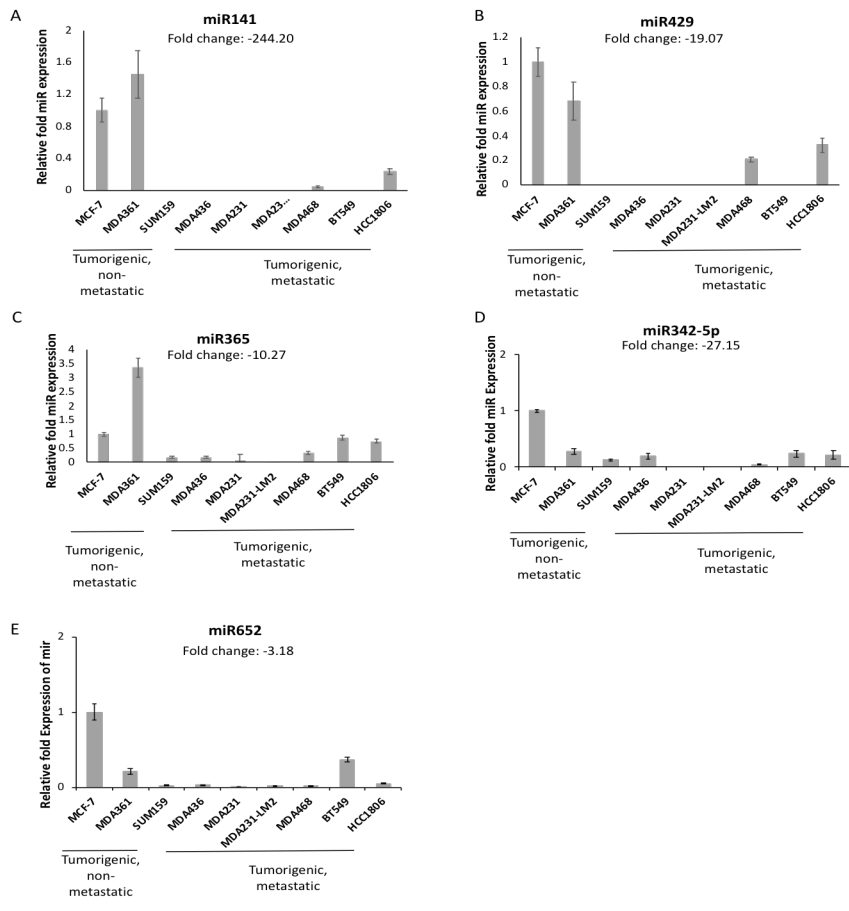 A
miR141
Fold change: -244.20
Relative fold miR expression
2
1.6
1.2
0.8
0.4
0
MCF-7
MDA361
SUM159
MDA436
MDA231
MDA23...
MDA468
BT549
HCC1806
Tumorigenic,
non-
metastatic
Tumorigenic,
metastatic
B
miR429
Fold change: -19.07
Relative fold miR expression
1.2
1
0.8
0.6
0.4
0.2
0
MCF-7
MDA361
SUM159
MDA436
MDA231
MDA231-LM2
MDA468
BT549
HCC1806
Tumorigenic,
non-
metastatic
Tumorigenic,
metastatic
C
miR365
Fold change: -10.27
Relative fold miR expression
4
3.5
3
2.5
2
1.5
1
0.5
0
MCF-7
MDA361
SUM159
MDA436
MDA231
MDA231-LM2
MDA468
BT549
HCC1806
Tumorigenic,
non-
metastatic
Tumorigenic,
metastatic
D
miR342-5p
Fold change: -27.15
Relative fold miR Expression
2
1
0
MCF-7
MDA361
SUM159
MDA436
MDA231
MDA231-LM2
MDA468
BT549
HCC1806
Tumorigenic,
non-
metastatic
Tumorigenic,
metastatic
E
miR652
Fold change: -3.18
Relative fold Expression of mir
2
1
0
MCF-7
MDA361
SUM159
MDA436
MDA231
MDA231-LM2
MDA468
BT549
HCC1806
Tumorigenic,
non-
metastatic
Tumorigenic,
metastatic